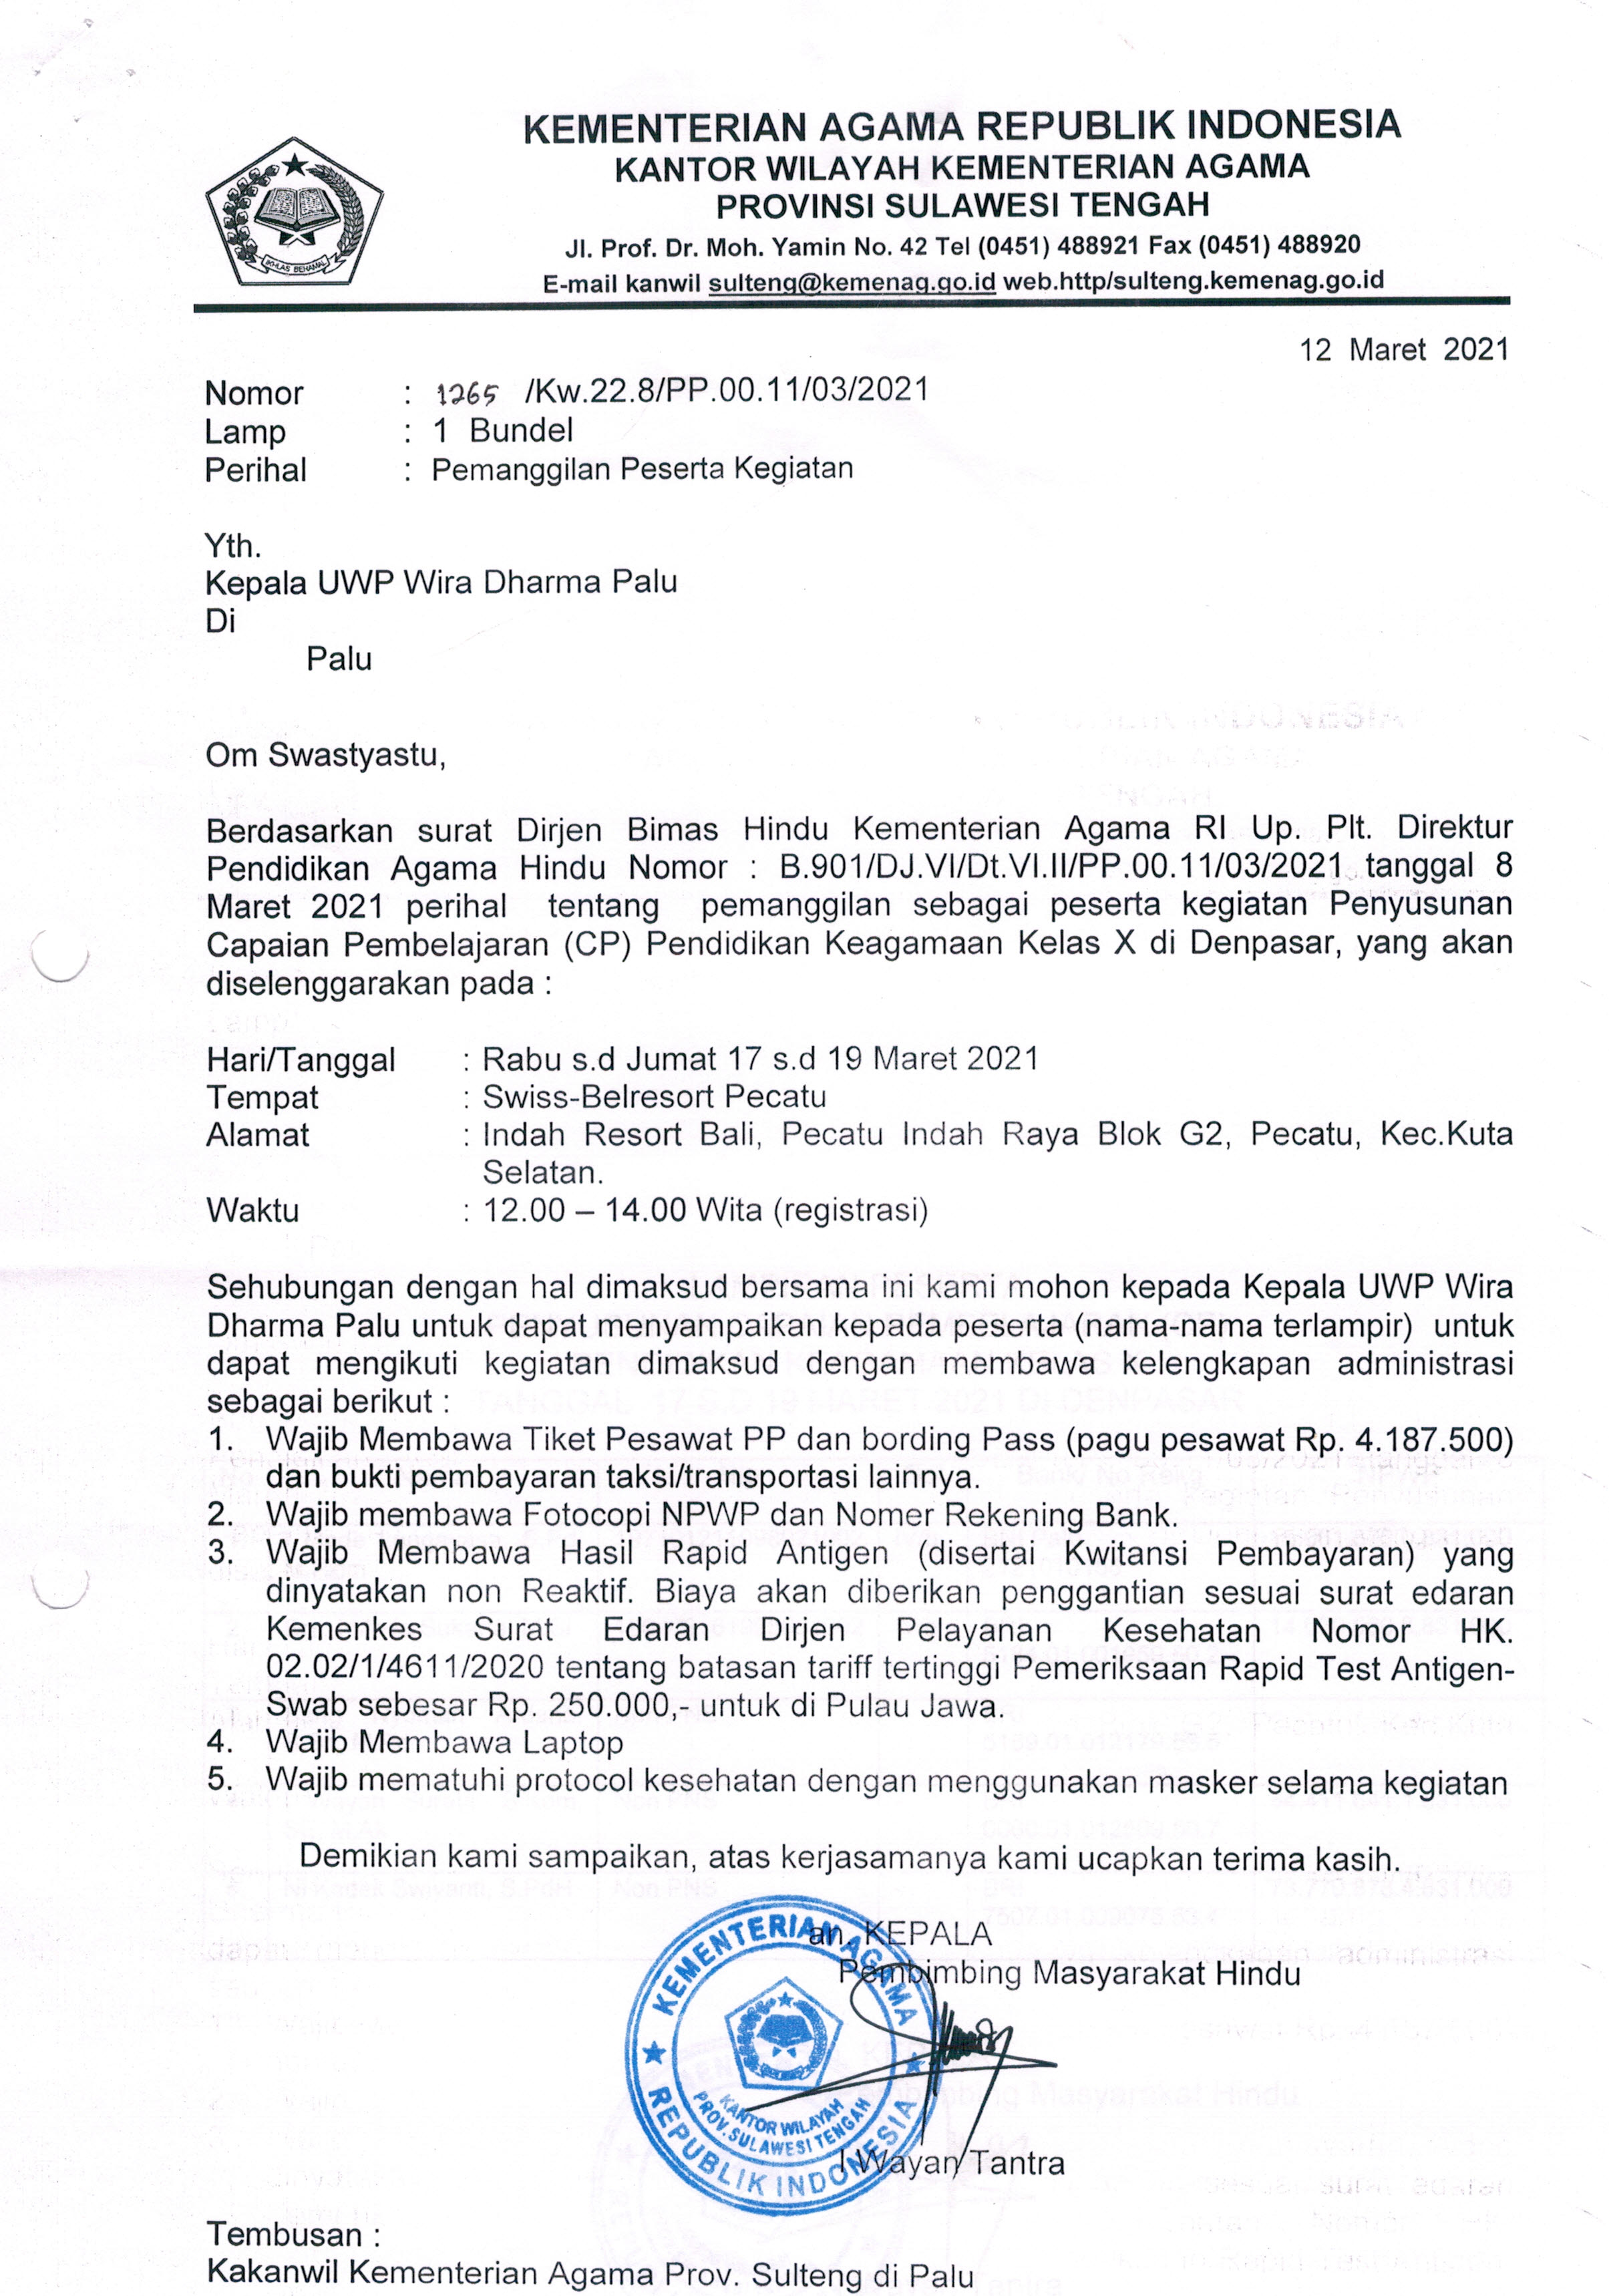 KEMENTERIAN AGAMA REPUBLIK INDONESIA
KANTOR WILAYAH KEMENTERIAN AGAMA
PROVINSI SULAWESI TENGAH
Jl. Prof. Dr. Moh. Yamin No. 42 Tel (0451) 488921 Fax (0451) 488920
E-mail kanwil sulteng@kemenag.go.id web.http/sulteng.kemenag.go.id
IKHLAS BERAMAL
12 Maret 2021
Nomor : 1265 /Kw.22.8/PP.00.11/03/2021
Lamp : 1 Bundel
Perihal : Pemanggilan Peserta Kegiatan
Yth.
Kepala UWP Wira Dharma Palu
Di
Palu
Om Swastyastu,
Berdasarkan surat Dirjen Bimas Hindu Kementerian Agama RI Up. Plt. Direktur
Pendidikan Agama Hindu Nomor : B.901/DJ.VI/Dt.VI.II/PP.00.11/03/2021 tanggal 8
Maret 2021 perihal tentang pemanggilan sebagai peserta kegiatan Penyusunan
Capaian Pembelajaran (CP) Pendidikan Keagamaan Kelas X di Denpasar, yang akan
diselenggarakan pada :
Hari/Tanggal : Rabu s.d Jumat 17 s.d 19 Maret 2021
Tempat : Swiss-Belresort Pecatu
Alamat : Indah Resort Bali, Pecatu Indah Raya Blok G2, Pecatu, Kec.Kuta
Selatan.
Waktu : 12.00 – 14.00 Wita (registrasi)
Sehubungan dengan hal dimaksud bersama ini kami mohon kepada Kepala UWP Wira
Dharma Palu untuk dapat menyampaikan kepada peserta (nama-nama terlampir) untuk
dapat mengikuti kegiatan dimaksud dengan membawa kelengkapan administrasi
sebagai berikut :
1. Wajib Membawa Tiket Pesawat PP dan bording Pass (pagu pesawat Rp. 4.187.500)
dan bukti pembayaran taksi/transportasi lainnya.
2. Wajib membawa Fotocopi NPWP dan Nomer Rekening Bank.
3. Wajib Membawa Hasil Rapid Antigen (disertai Kwitansi Pembayaran) yang
dinyatakan non Reaktif. Biaya akan diberikan penggantian sesuai surat edaran
Kemenkes Surat Edaran Dirjen Pelayanan Kesehatan Nomor HK.
02.02/1/4611/2020 tentang batasan tariff tertinggi Pemeriksaan Rapid Test Antigen-
Swab sebesar Rp. 250.000,- untuk di Pulau Jawa.
4. Wajib Membawa Laptop
5. Wajib mematuhi protocol kesehatan dengan menggunakan masker selama kegiatan
Demikian kami sampaikan, atas kerjasamanya kami ucapkan terima kasih.
an. KEPALA
Pembimbing Masyarakat Hindu
KEMENTERIAN AGAMA
KANTOR WILAYAH
PROV. SULAWESI TENGAH
REPUBLIK INDONESIA
I Wayan Tantra
Tembusan :
Kakanwil Kementerian Agama Prov. Sulteng di Palu